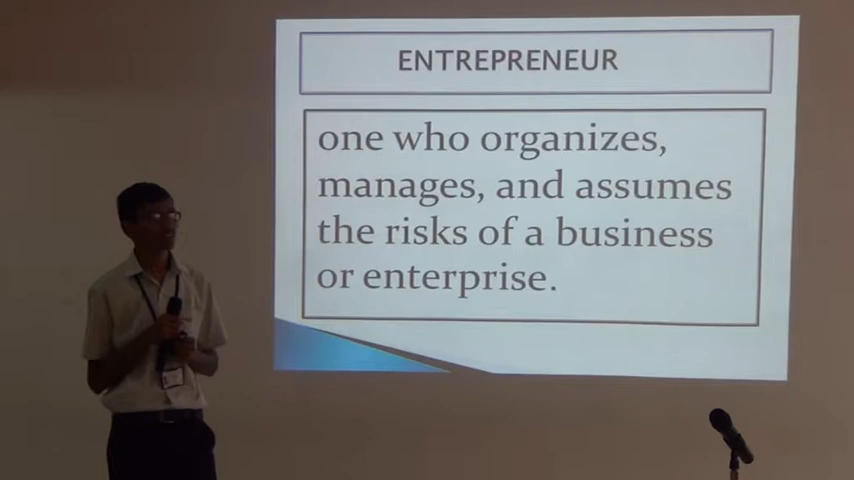 ENTREPRENEUR
one who organizes,
manages, and assumes
the risks of a business
or enterprise.